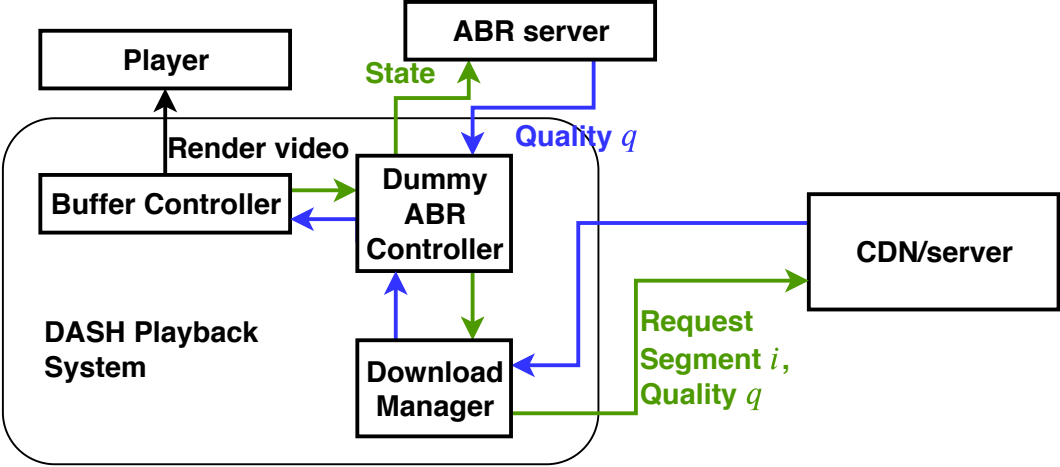 ABR server
Player
State
Quality q
Render video
Dummy
ABR
Controller
Buffer Controller
CDN/server
DASH Playback
System
Request
Segment i,
Quality q
Download
Manager